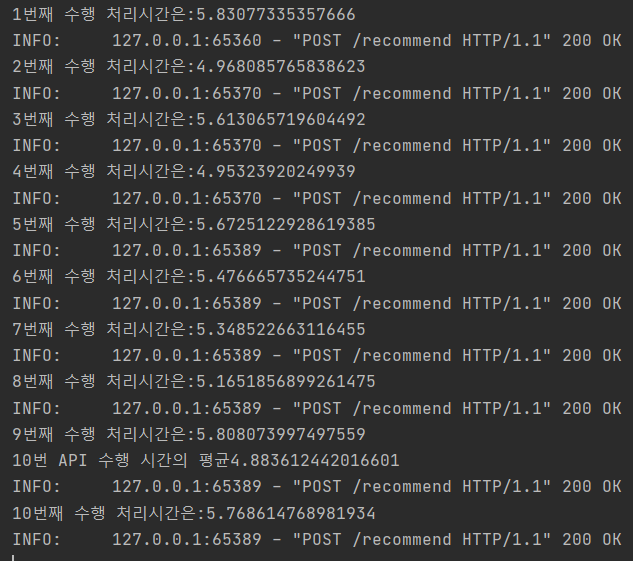 1번째 수행 처리시간은:5.83077335357666
INFO:     127.0.0.1:65360 - "POST /recommend HTTP/1.1" 200 OK
2번째 수행 처리시간은:4.968085765838623
INFO:     127.0.0.1:65370 - "POST /recommend HTTP/1.1" 200 OK
3번째 수행 처리시간은:5.613065719604492
INFO:     127.0.0.1:65370 - "POST /recommend HTTP/1.1" 200 OK
4번째 수행 처리시간은:4.95323920249939
INFO:     127.0.0.1:65370 - "POST /recommend HTTP/1.1" 200 OK
5번째 수행 처리시간은:5.6725122928619385
INFO:     127.0.0.1:65389 - "POST /recommend HTTP/1.1" 200 OK
6번째 수행 처리시간은:5.476665735244751
INFO:     127.0.0.1:65389 - "POST /recommend HTTP/1.1" 200 OK
7번째 수행 처리시간은:5.348522663116455
INFO:     127.0.0.1:65389 - "POST /recommend HTTP/1.1" 200 OK
8번째 수행 처리시간은:5.1651856899261475
INFO:     127.0.0.1:65389 - "POST /recommend HTTP/1.1" 200 OK
9번째 수행 처리시간은:5.808073997497559
10번 API 수행 시간의 평균4.883612442016601
INFO:     127.0.0.1:65389 - "POST /recommend HTTP/1.1" 200 OK
10번째 수행 처리시간은:5.768614768981934
INFO:     127.0.0.1:65389 - "POST /recommend HTTP/1.1" 200 OK